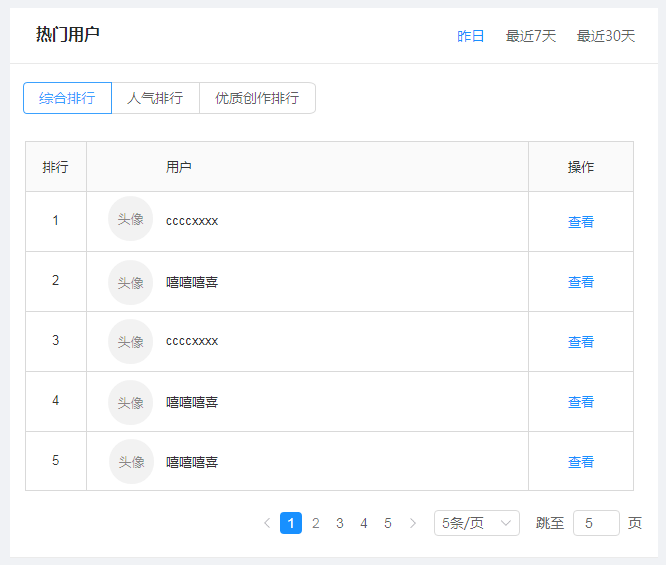 热门用户 昨日 最近7天 最近30天
综合排行 人气排行 优质创作排行
排行 用户 操作
1 头像 ccccxxxx 查看
2 头像 嘻嘻嘻喜 查看
3 头像 ccccxxxx 查看
4 头像 嘻嘻嘻喜 查看
5 头像 嘻嘻嘻喜 查看
< 1 2 3 4 5 > 5条/页 跳至 5 页